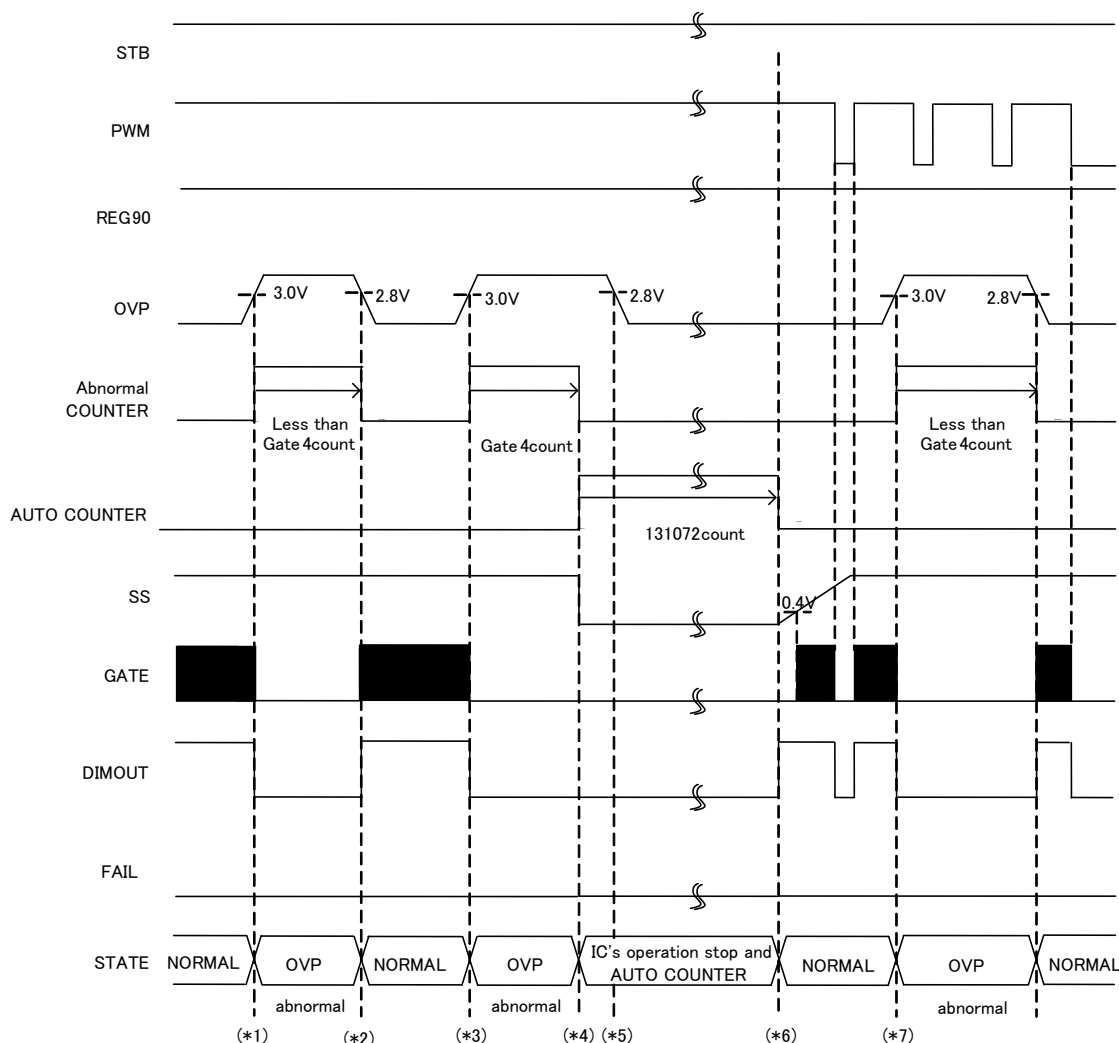 STB
PWM
REG90
OVP
3.0V
2.8V
3.0V
2.8V
3.0V
2.8V
Abnormal
COUNTER
Less than
Gate 4count
Gate 4count
Less than
Gate 4count
AUTO COUNTER
131072count
SS
0.4V
GATE
DIMOUT
FAIL
STATE
NORMAL
OVP
NORMAL
OVP
IC's operation stop and
AUTO COUNTER
NORMAL
OVP
NORMAL
abnormal
abnormal
abnormal
(*1)
(*2)
(*3)
(*4)
(*5)
(*6)
(*7)